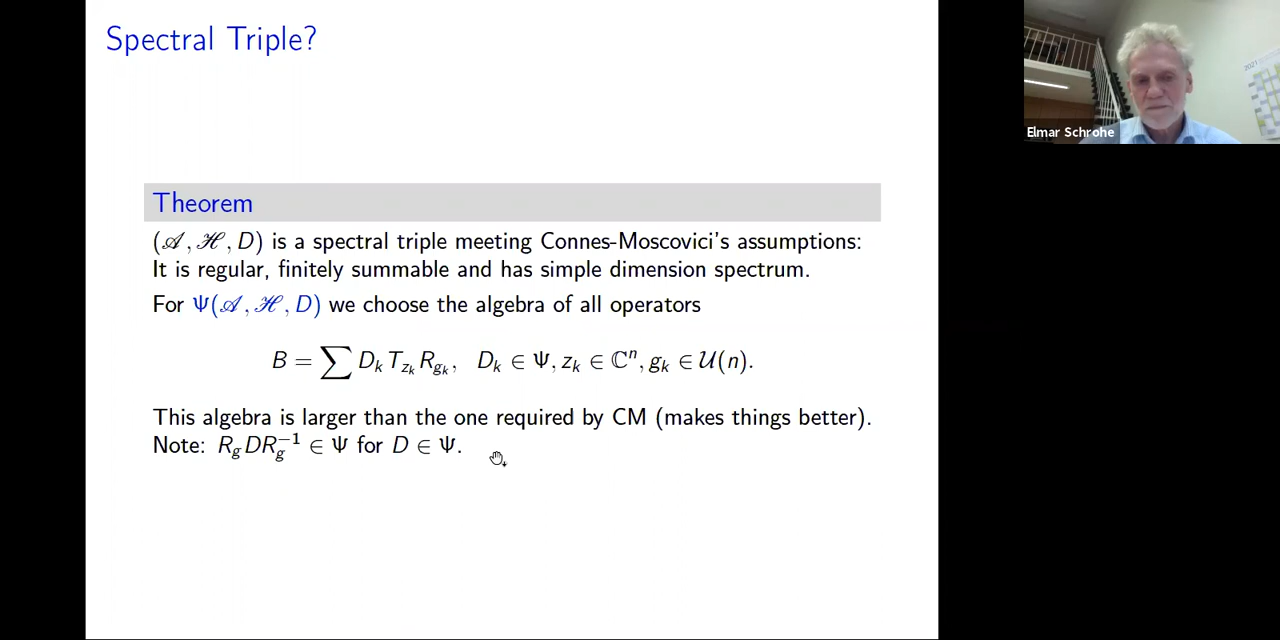 Spectral Triple?
Theorem
(𝒜, ℋ, D) is a spectral triple meeting Connes-Moscovici's assumptions:
It is regular, finitely summable and has simple dimension spectrum.
For Ψ(𝒜, ℋ, D) we choose the algebra of all operators
B = ∑ D_k T_{z_k} R_{g_k},   D_k ∈ Ψ, z_k ∈ ℂⁿ, g_k ∈ 𝒰(n).
This algebra is larger than the one required by CM (makes things better).
Note: R_g D R_g^{-1} ∈ Ψ for D ∈ Ψ.
Elmar Schrohe
2021